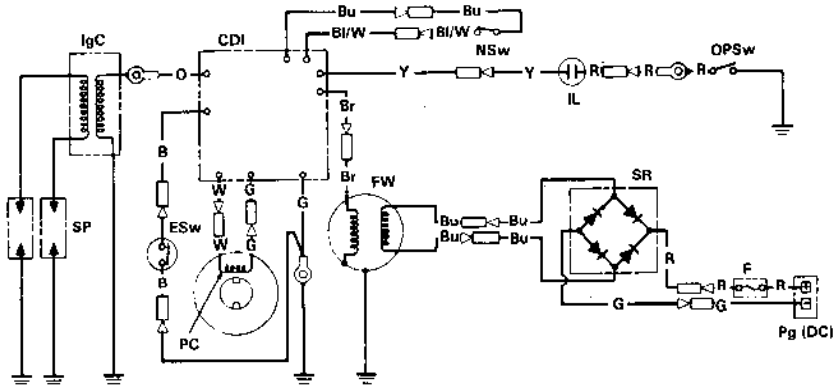 Bu Bu
IgC CDI Bl/W Bl/W
NSw OPSw
O Y Y R R R
IL
Br
B
W G Br FW SR
G
SP ESw Bu Bu
W G Bu Bu
R
B F
R R
G G
PC Pg (DC)